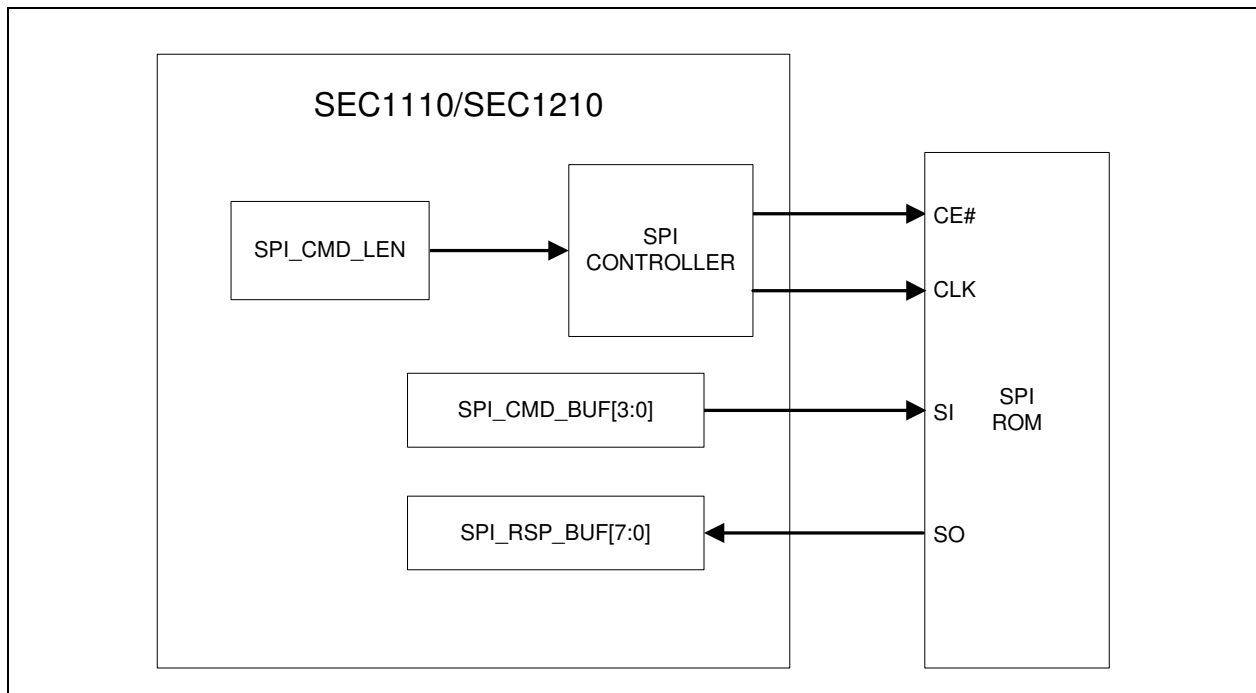 SEC1110/SEC1210
SPI_CMD_LEN
SPI
CONTROLLER
CE#
CLK
SPI_CMD_BUF[3:0]
SI
SPI
ROM
SPI_RSP_BUF[7:0]
SO